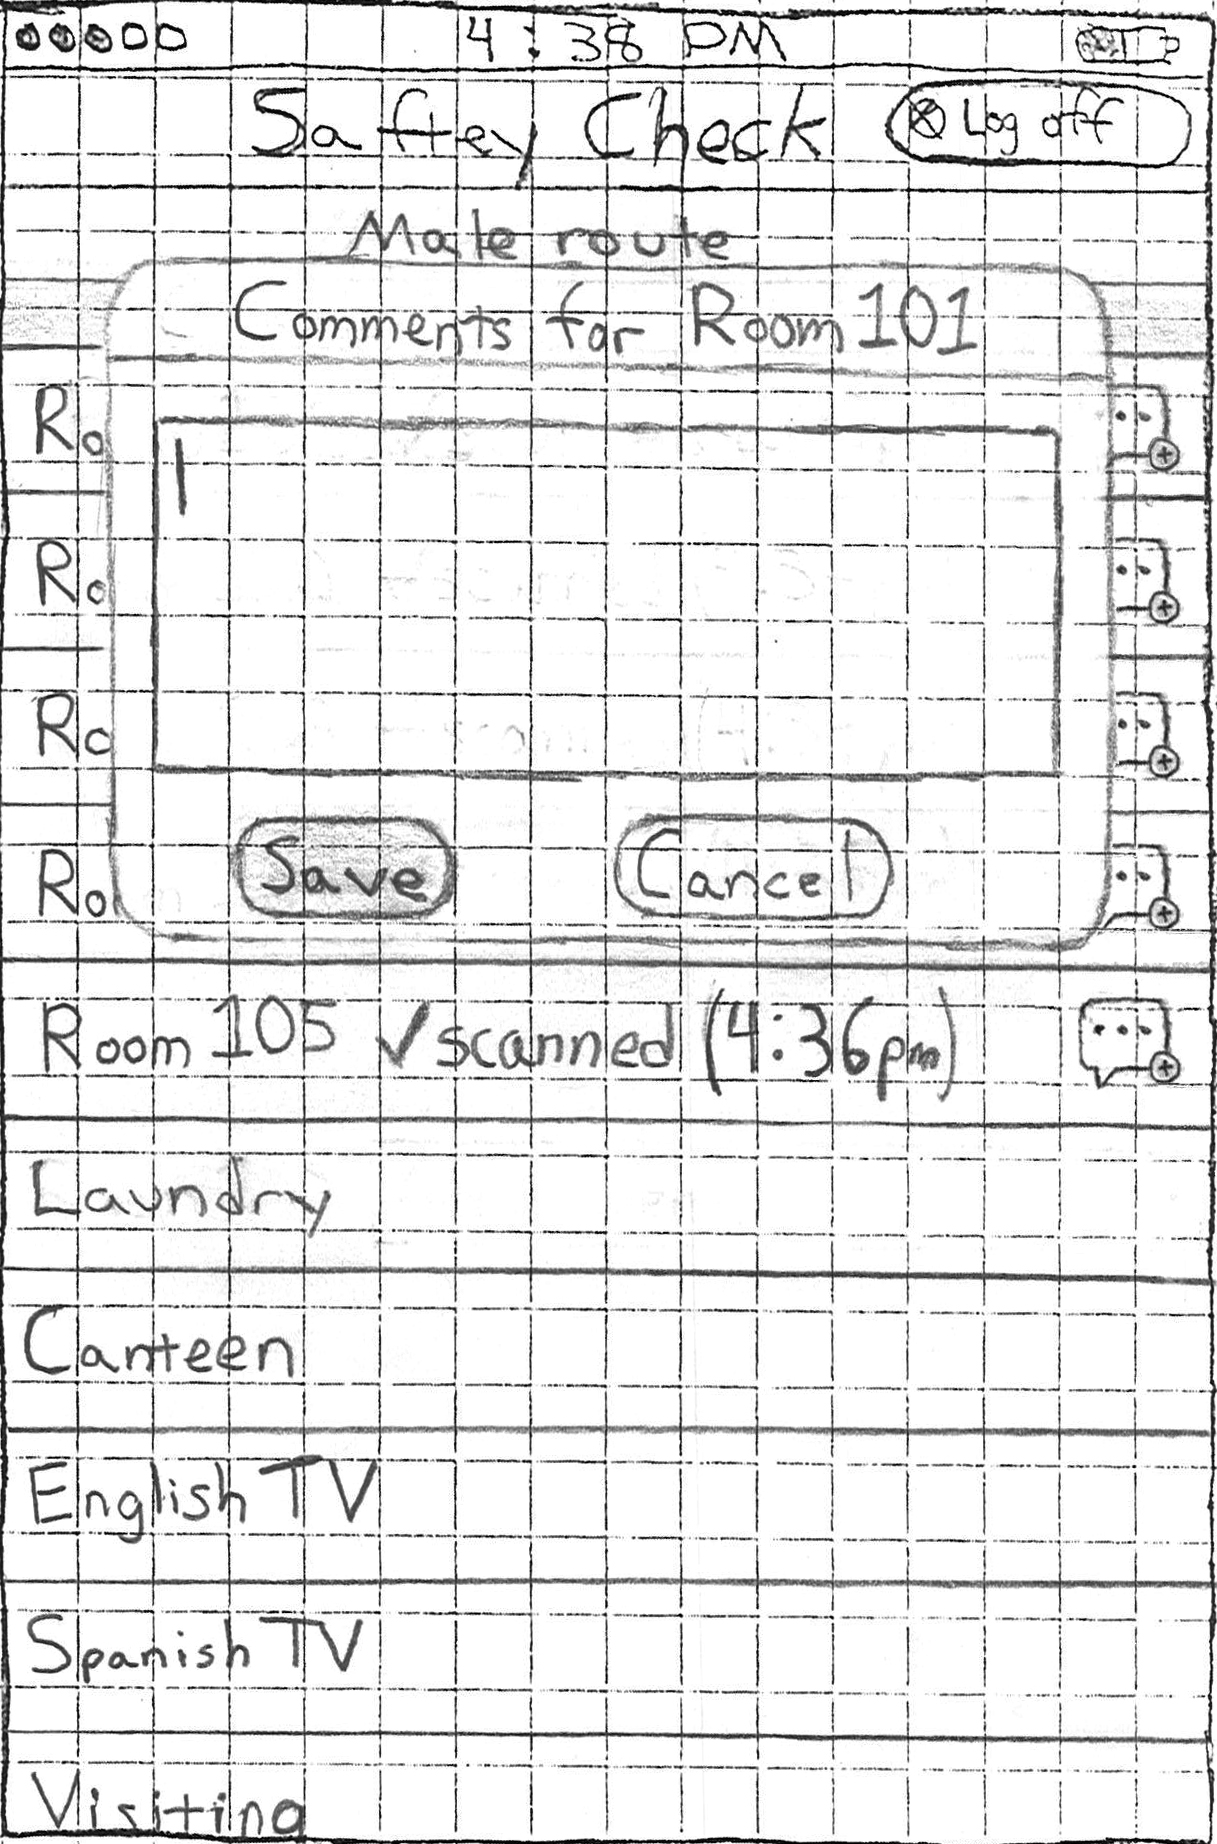 4:38 PM
Saftey Check
Log off
Male route
Comments for Room 101
Ro
Ro
Ro
Ro
Save
Cancel
Room 105 ✓scanned (4:36pm)
Laundry
Canteen
English TV
Spanish TV
Visiting